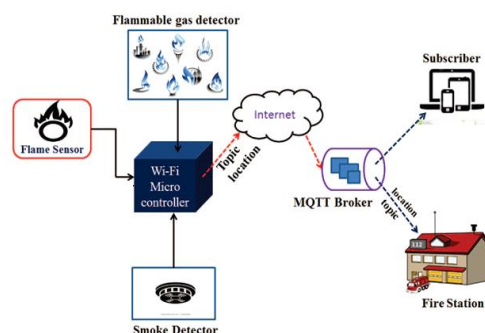 Flammable gas detector
Flame Sensor
Wi-Fi
Micro
controller
Topic
location
Internet
MQTT Broker
Subscriber
location
topic
Fire Station
Smoke Detector